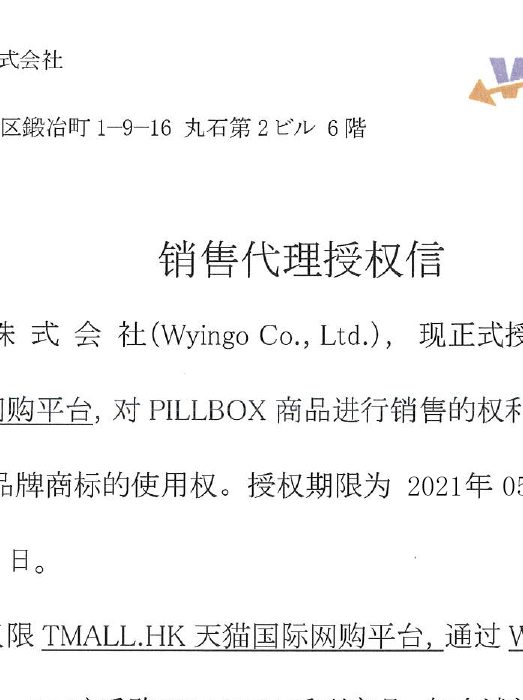 式会社
区鍛冶町 1-9-16 丸石第2ビル 6階
销售代理授权信
株 式 会 社(Wyingo Co., Ltd.), 现正式授
网购平台, 对 PILLBOX 商品进行销售的权利
品牌商标的使用权。授权期限为 2021年 05
日。
仅限 TMALL.HK 天猫国际网购平台, 通过 W